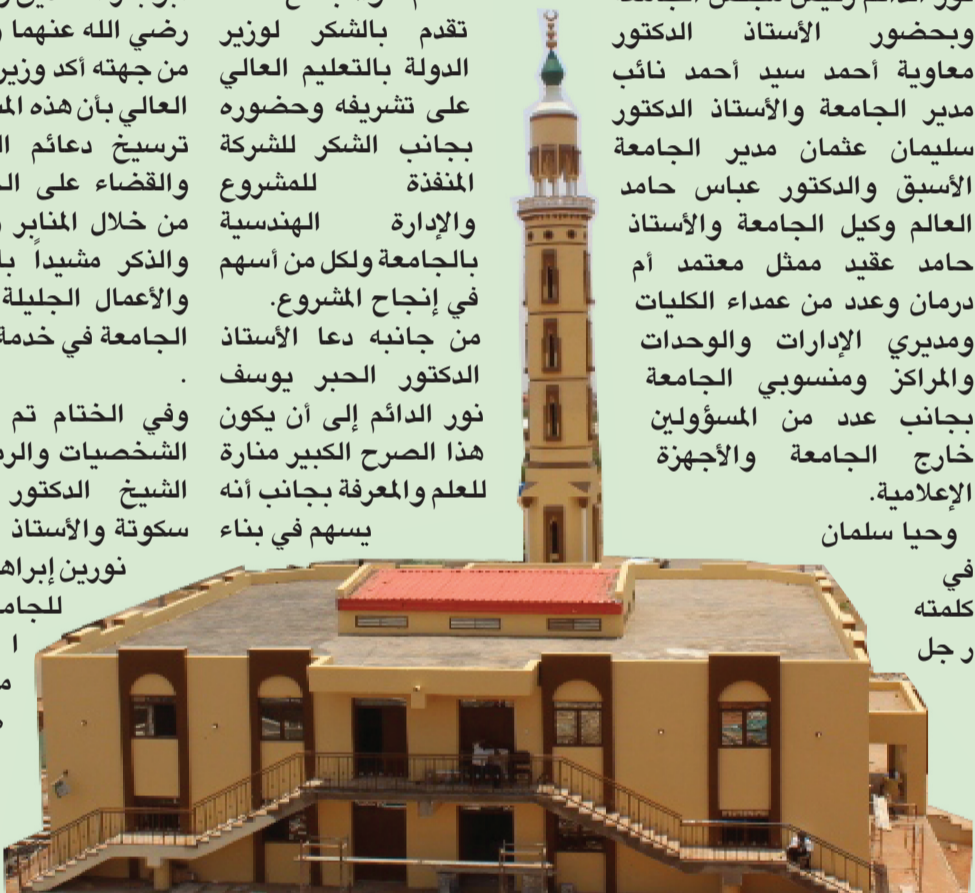 وبحضور الأستاذ الدكتور
معاوية أحمد سيد أحمد نائب
مدير الجامعة والأستاذ الدكتور
سليمان عثمان مدير الجامعة
الأسبق والدكتور عباس حامد
العالم وكيل الجامعة والأستاذ
حامد عقيد ممثل معتمد أم
درمان وعدد من عمداء الكليات
ومديري الإدارات والوحدات
والمراكز ومنسوبي الجامعة
بجانب عدد من المسؤولين
خارج الجامعة والأجهزة
الإعلامية.
وحيا سلمان
في
كلمته
رجل
تقدم بالشكر لوزير
الدولة بالتعليم العالي
على تشريفه وحضوره
بجانب الشكر للشركة
المنفذة للمشروع
والإدارة الهندسية
بالجامعة ولكل من أسهم
في إنجاح المشروع.
من جانبه دعا الأستاذ
الدكتور الحبر يوسف
نور الدائم إلى أن يكون
هذا الصرح الكبير منارة
للعلم والمعرفة بجانب أنه
يسهم في بناء
رضي الله عنهما
من جهته أكد وزير
العالي بأن هذه
ترسيخ دعائم
والقضاء على
من خلال المنابر
والذكر مشيداً
والأعمال الجليلة
الجامعة في خدمة
.
وفي الختام تم
الشخصيات
الشيخ الدكتور
سكوتة والأستاذ
نورين